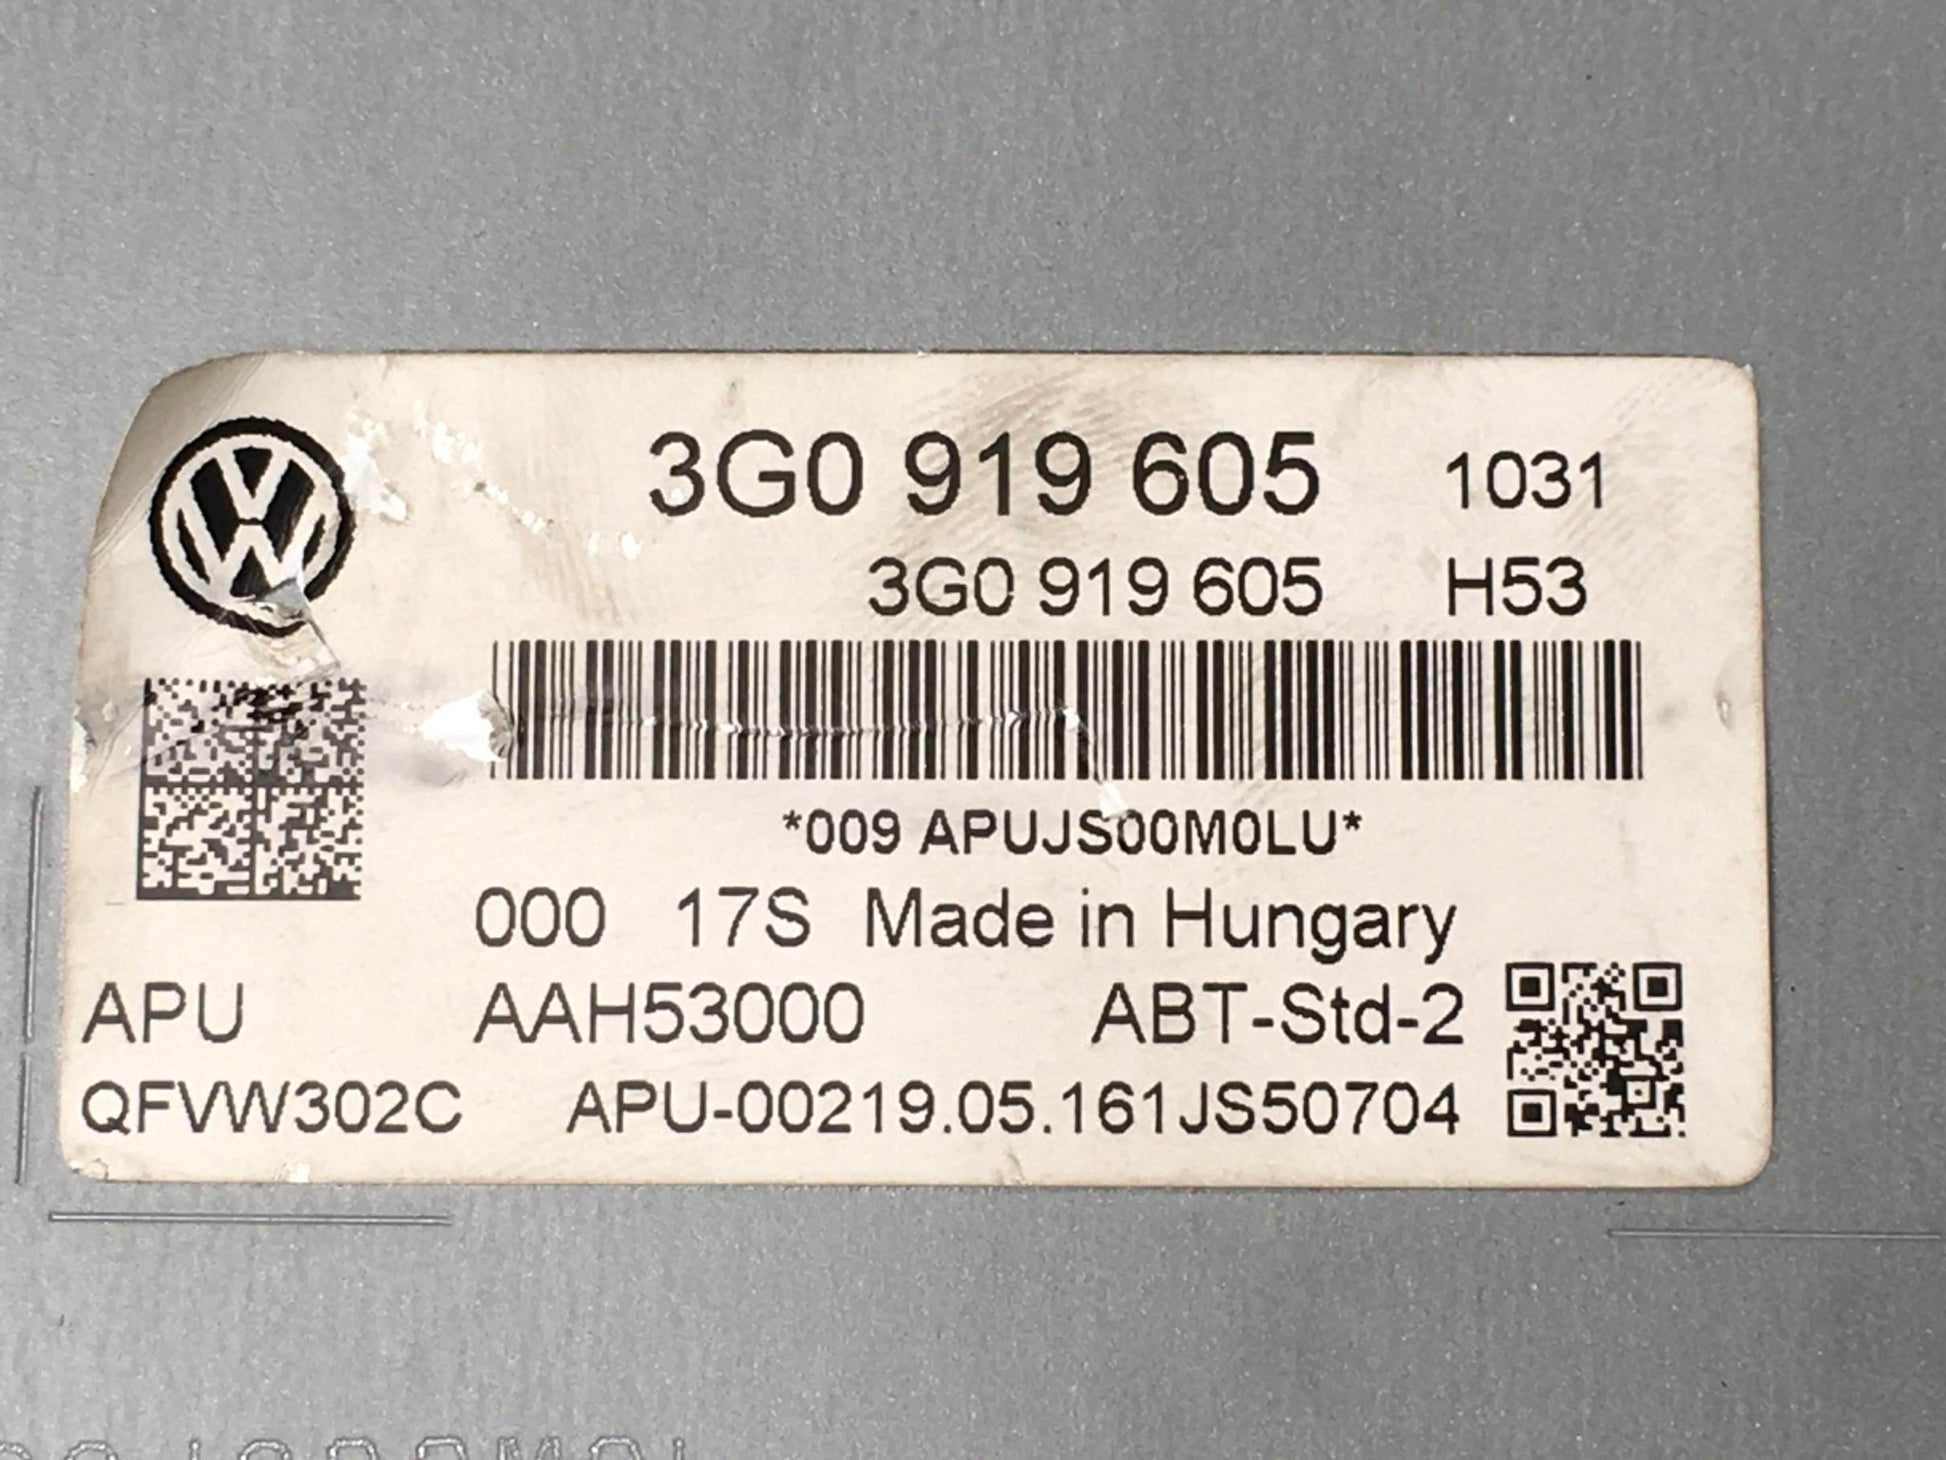 3G0 919 605 1031
3G0 919 605 H53
*009 APUJS00M0LU*
000 17S Made in Hungary
APU AAH53000 ABT-Std-2
QFVW302C APU-00219.05.161JS50704